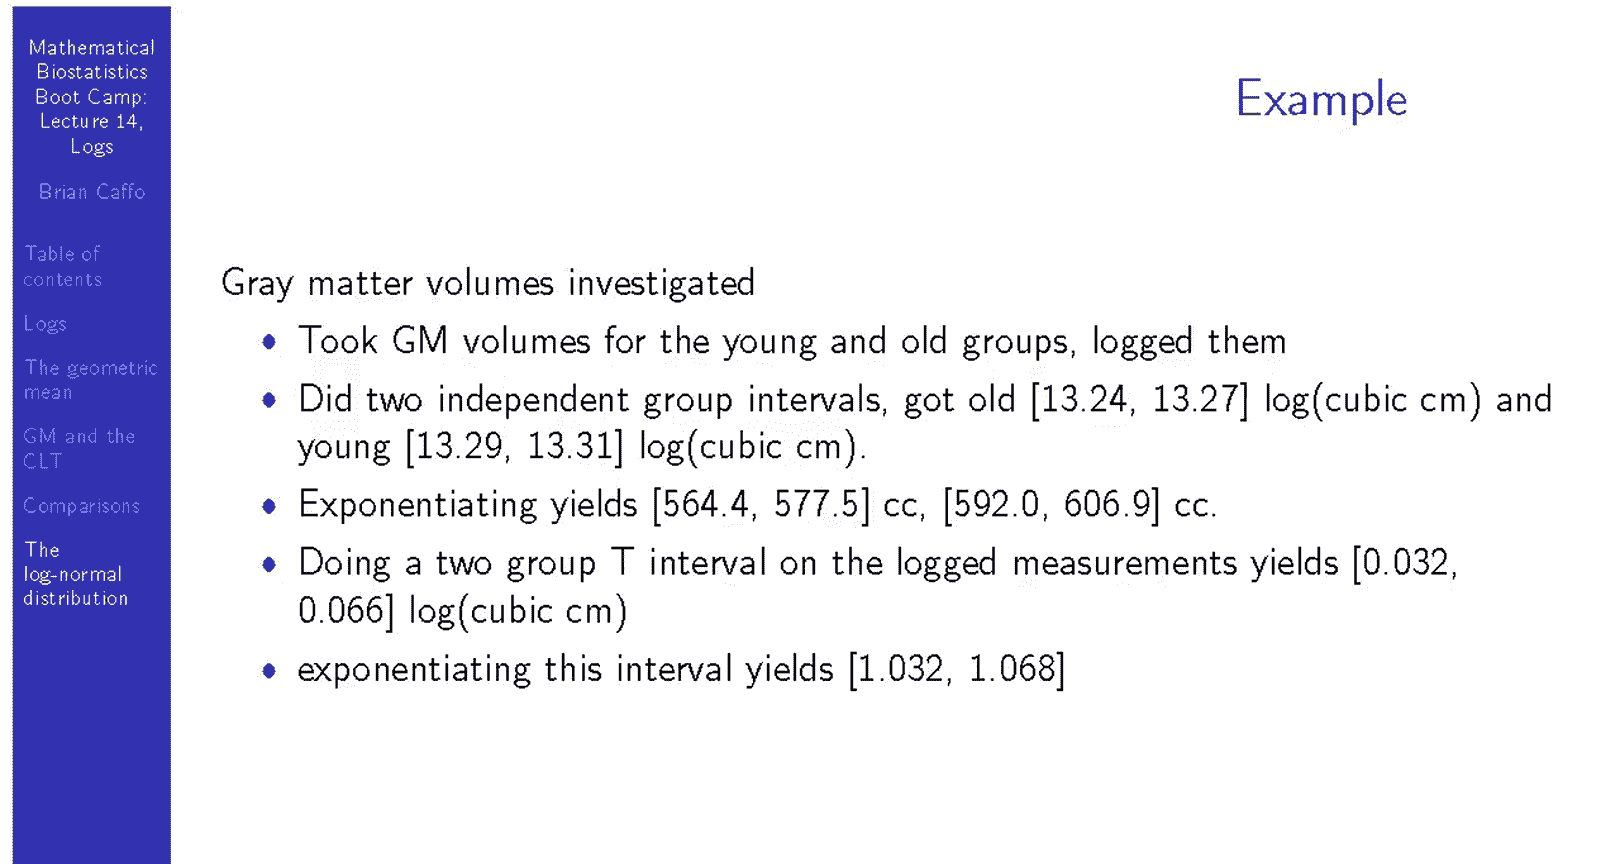 Mathematical
Biostatistics
Boot Camp:
Lecture 14,
Logs
Brian Caffo
Table of
contents
Logs
The geometric
mean
GM and the
CLT
Comparisons
The
log-normal
distribution
Example
Gray matter volumes investigated
• Took GM volumes for the young and old groups, logged them
• Did two independent group intervals, got old [13.24, 13.27] log(cubic cm) and
young [13.29, 13.31] log(cubic cm).
• Exponentiating yields [564.4, 577.5] cc, [592.0, 606.9] cc.
• Doing a two group T interval on the logged measurements yields [0.032,
0.066] log(cubic cm)
• exponentiating this interval yields [1.032, 1.068]